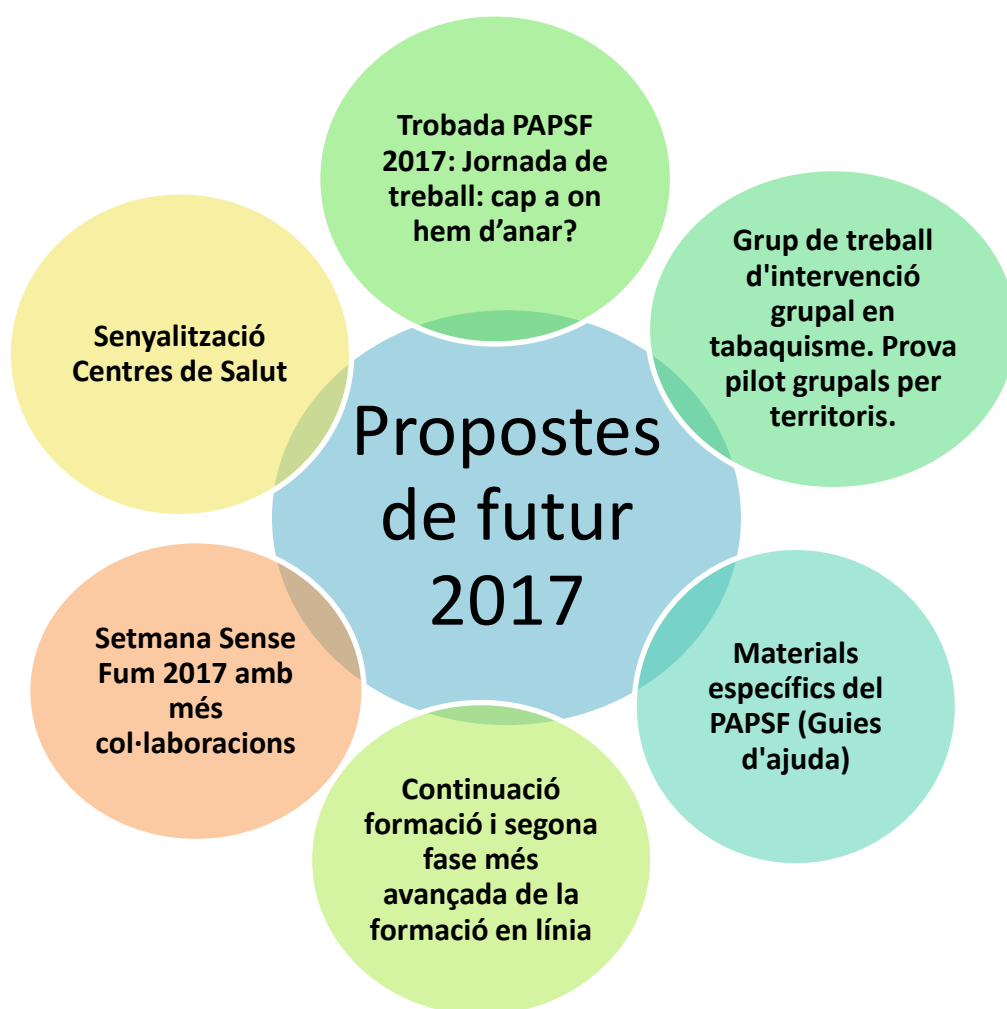 Trobada PAPSF
2017: Jornada de
treball: cap a on
hem d’anar?
Grup de treball
d'intervenció
grupal en
tabaquisme. Prova
pilot grupals per
territoris.
Senyalització
Centres de Salut
Propostes
de futur
2017
Setmana Sense
Fum 2017 amb
més
col·laboracions
Materials
específics del
PAPSF (Guies
d'ajuda)
Continuació
formació i segona
fase més
avançada de la
formació en línia